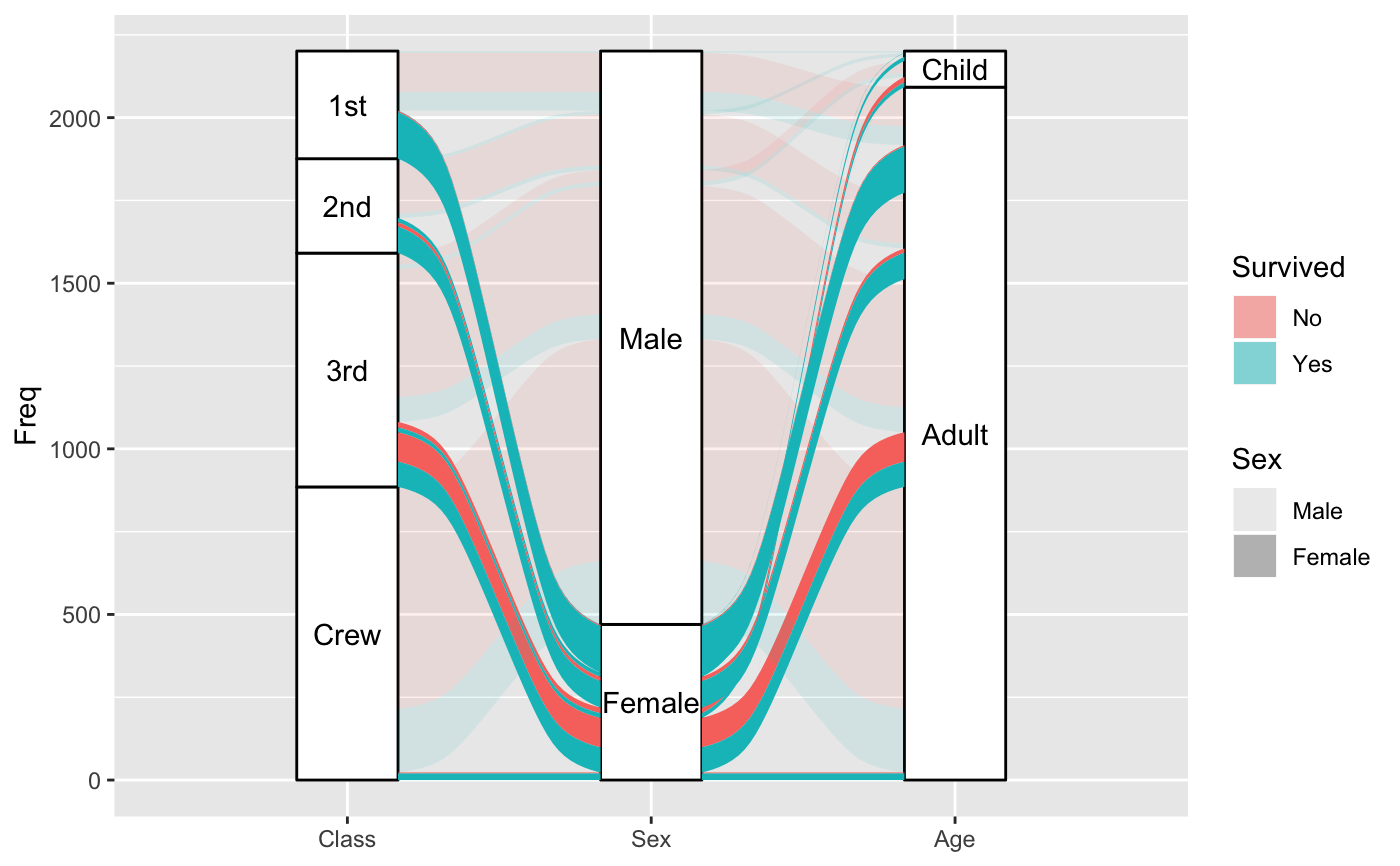 Freq
2000
1500
1000
500
0
1st
2nd
3rd
Crew
Male
Female
Child
Adult
Class
Sex
Age
Survived
No
Yes
Sex
Male
Female